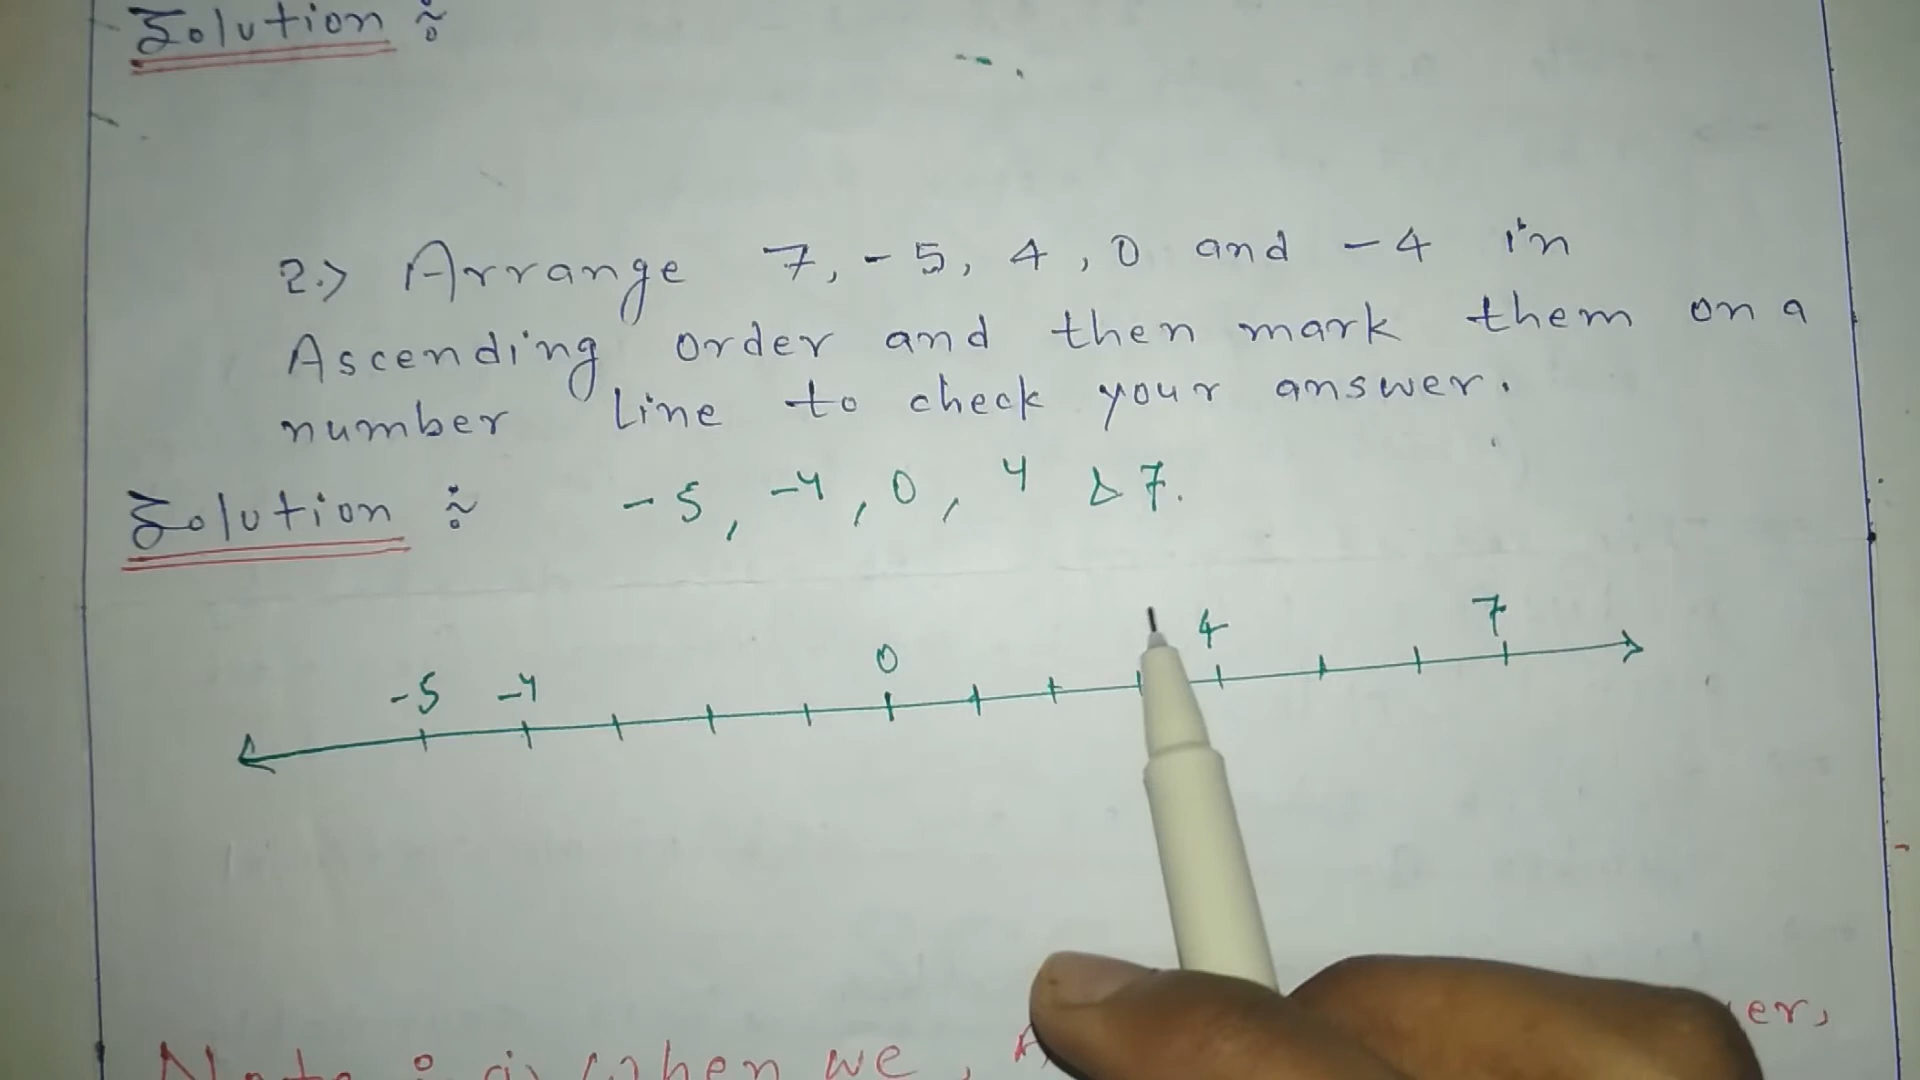 Solution :
2.) Arrange 7, -5, 4, 0 and -4 in
Ascending order and then mark them on a
number line to check your answer.
Solution : -5, -4, 0, 4 & 7.
-5 -4 0 4 7
Note : i) When we,